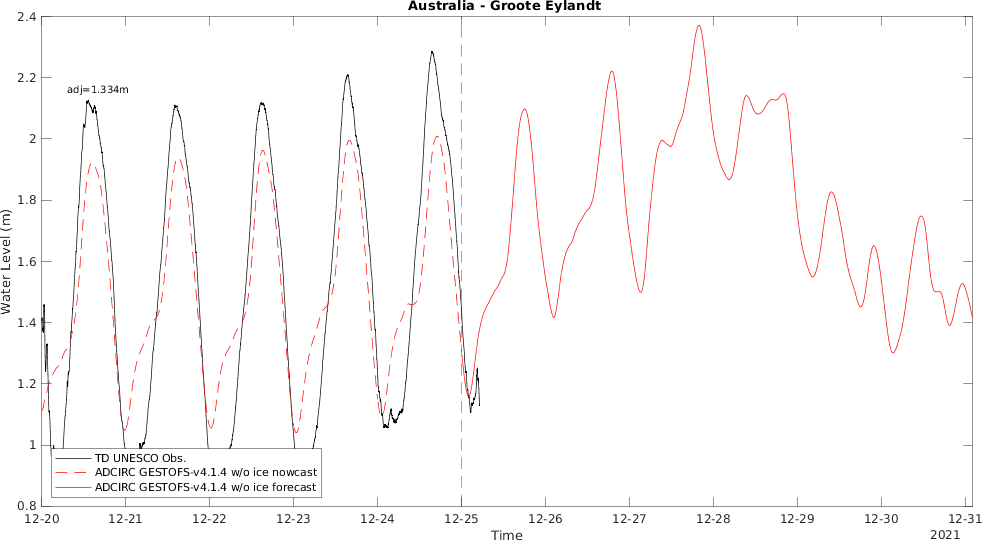 Australia - Groote Eylandt
2.4
2.2
2
1.8
1.6
1.4
1.2
1
0.8
Water Level (m)
adj=1.334m
TD UNESCO Obs.
ADCIRC GESTOFS-v4.1.4 w/o ice nowcast
ADCIRC GESTOFS-v4.1.4 w/o ice forecast
12-20 12-21 12-22 12-23 12-24 12-25 12-26 12-27 12-28 12-29 12-30 12-31
Time
2021